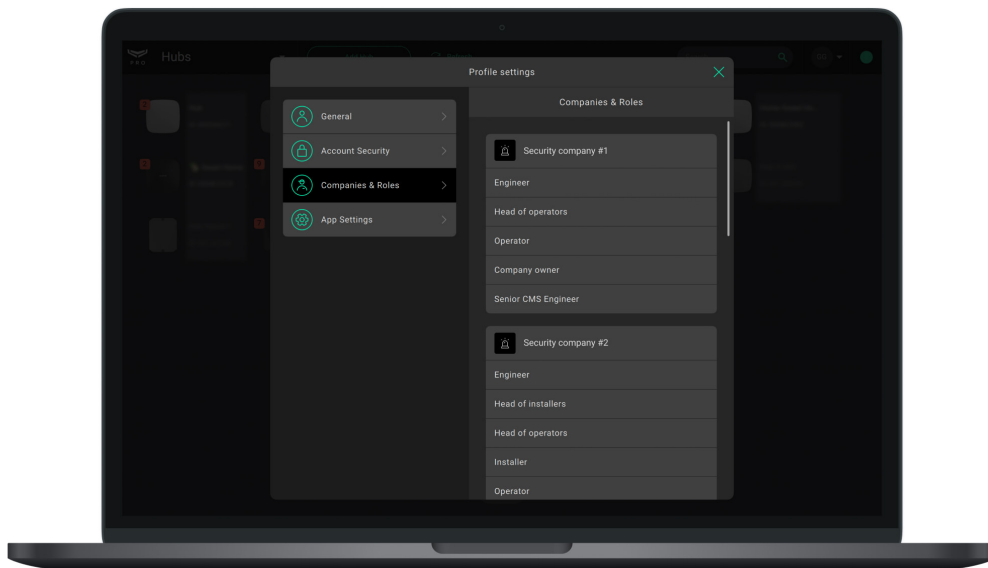 Hubs
PRO
Profile settings
General
Account Security
Companies & Roles
App Settings
Companies & Roles
Security company #1
Engineer
Head of operators
Operator
Company owner
Senior CMS Engineer
Security company #2
Engineer
Head of installers
Head of operators
Installer
Operator